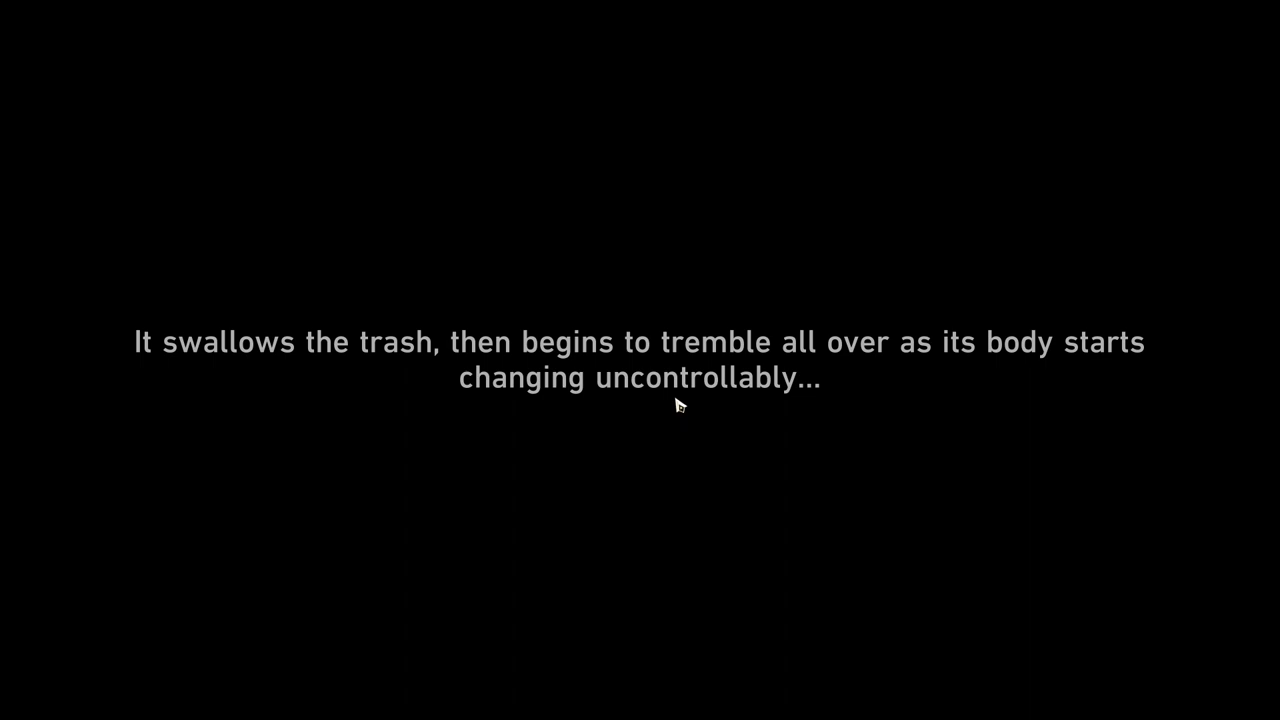 It swallows the trash, then begins to tremble all over as its body starts
changing uncontrollably...